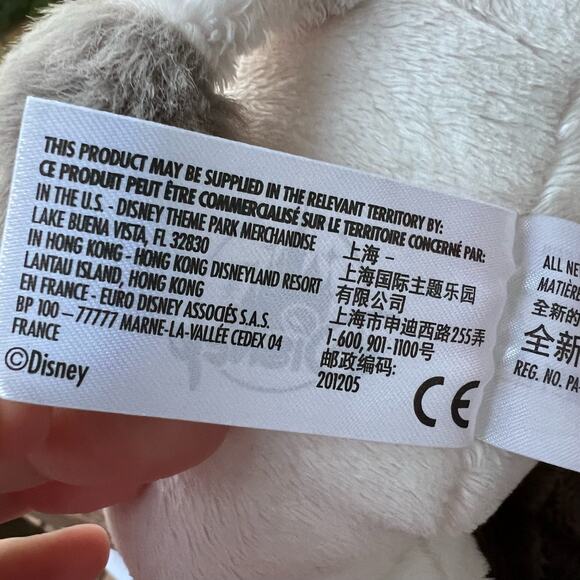 THIS PRODUCT MAY BE SUPPLIED IN THE RELEVANT TERRITORY BY:
CE PRODUIT PEUT ÊTRE COMMERCIALISÉ SUR LE TERRITOIRE CONCERNÉ PAR:
IN THE U.S. - DISNEY THEME PARK MERCHANDISE
LAKE BUENA VISTA, FL 32830
IN HONG KONG - HONG KONG DISNEYLAND RESORT
LANTAU ISLAND, HONG KONG
EN FRANCE - EURO DISNEY ASSOCIÉS S.A.S.
BP 100 – 77777 MARNE-LA-VALLÉE CEDEX 04
FRANCE
©Disney
上海 –
上海国际主题乐园
有限公司
上海市申迪西路255弄
1-600, 901-1100号
邮政编码:
201205
CE
ALL NE
MATIÈR
全新的
全新
REG. NO. PA-